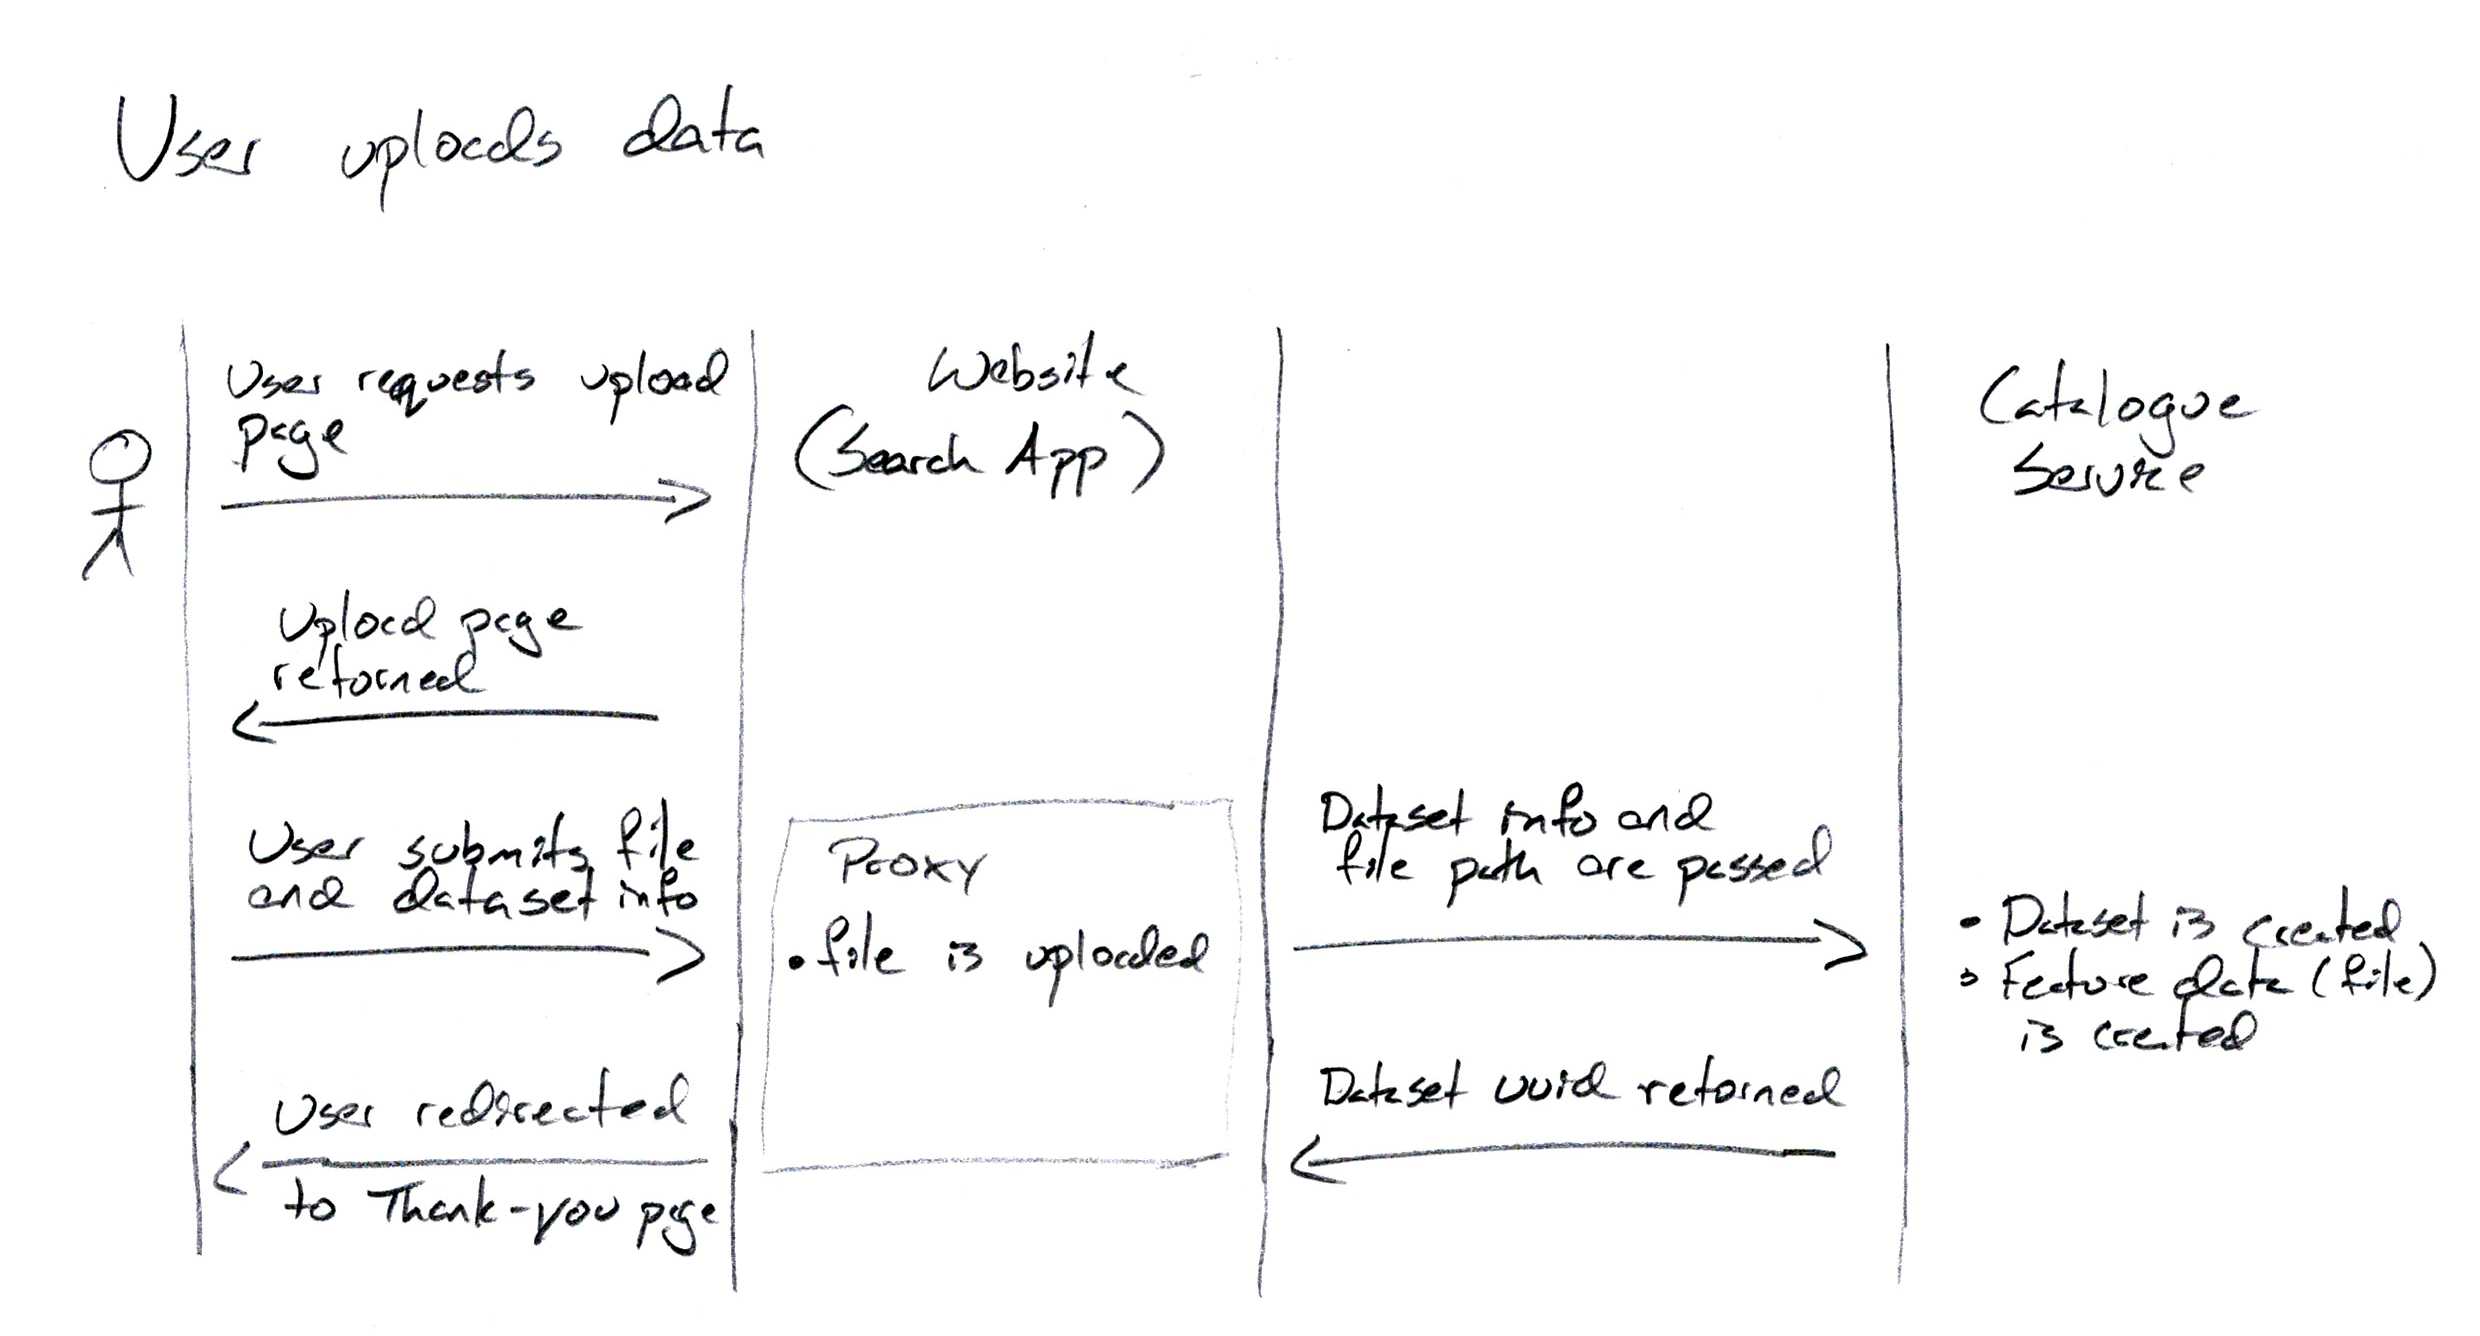 User uploads data
User requests upload
page
Website
(Search App)
Catalogue
Service
Upload page
returned
User submits file
and dataset info
Proxy
• file is uploaded
Dataset info and
file path are passed
• Dataset is created
• Feature data (file)
is created
User redirected
to Thank-you page
Dataset uuid returned